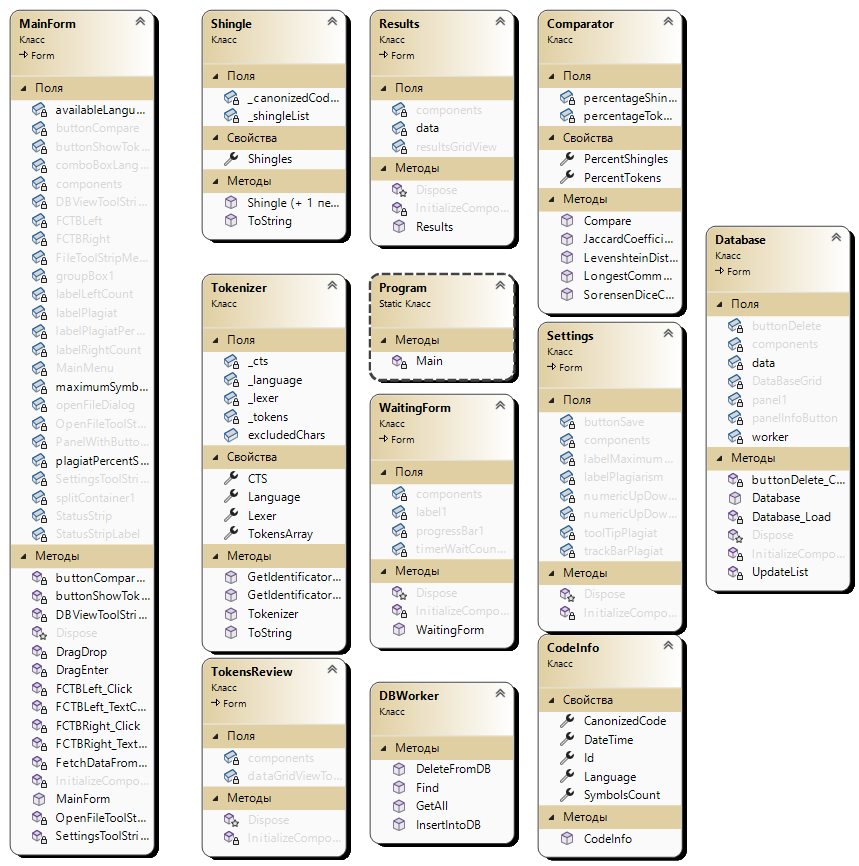 MainForm
Класс
Form
Поля
availableLangu...
buttonCompare
buttonShowTok...
comboBoxLang...
components
DBViewToolStri...
FCTBLeft
FCTBRight
FileToolStripMe...
groupBox1
labelLeftCount
labelPlagiat
labelPlagiatPer...
labelRightCount
MainMenu
maximumSymb...
openFileDialog
OpenFileToolSt...
PanelWithButto...
plagiatPercentS...
SettingsToolStri...
splitContainer1
StatusStrip
StatusStripLabel
Методы
buttonCompar...
buttonShowTok...
DBViewToolStri...
Dispose
DragDrop
DragEnter
FCTBLeft_Click
FCTBLeft_TextC...
FCTBRight_Click
FCTBRight_Text...
FetchDataFrom...
InitializeCompo...
MainForm
OpenFileToolSt...
SettingsToolStri...
Shingle
Класс
Поля
_canonizedCod...
_shingleList
Свойства
Shingles
Методы
Shingle (+ 1 пе...
ToString
Tokenizer
Класс
Поля
_cts
_language
_lexer
_tokens
excludedChars
Свойства
CTS
Language
Lexer
TokensArray
Методы
GetIdentificator...
GetIdentificator...
Tokenizer
ToString
TokensReview
Класс
Form
Поля
components
dataGridViewTo...
Методы
Dispose
InitializeCompo...
Results
Класс
Form
Поля
components
data
resultsGridView
Методы
Dispose
InitializeCompo...
Results
Program
Static Класс
Методы
Main
WaitingForm
Класс
Form
Поля
components
label1
progressBar1
timerWaitCoun...
Методы
Dispose
InitializeCompo...
WaitingForm
DBWorker
Класс
Методы
DeleteFromDB
Find
GetAll
InsertIntoDB
Comparator
Класс
Поля
percentageShin...
percentageTok...
Свойства
PercentShingles
PercentTokens
Методы
Compare
JaccardCoeffici...
LevenshteinDist...
LongestComm...
SorensenDiceC...
Settings
Класс
Form
Поля
buttonSave
components
labelMaximum...
labelPlagiarism
numericUpDow...
numericUpDow...
toolTipPlagiat
trackBarPlagiat
Методы
Dispose
InitializeCompo...
CodeInfo
Класс
Свойства
CanonizedCode
DateTime
Id
Language
SymbolsCount
Методы
CodeInfo
Database
Класс
Form
Поля
buttonDelete
components
data
DataBaseGrid
panel1
panelInfoButton
worker
Методы
buttonDelete_C...
Database
Database_Load
Dispose
InitializeCompo...
UpdateList